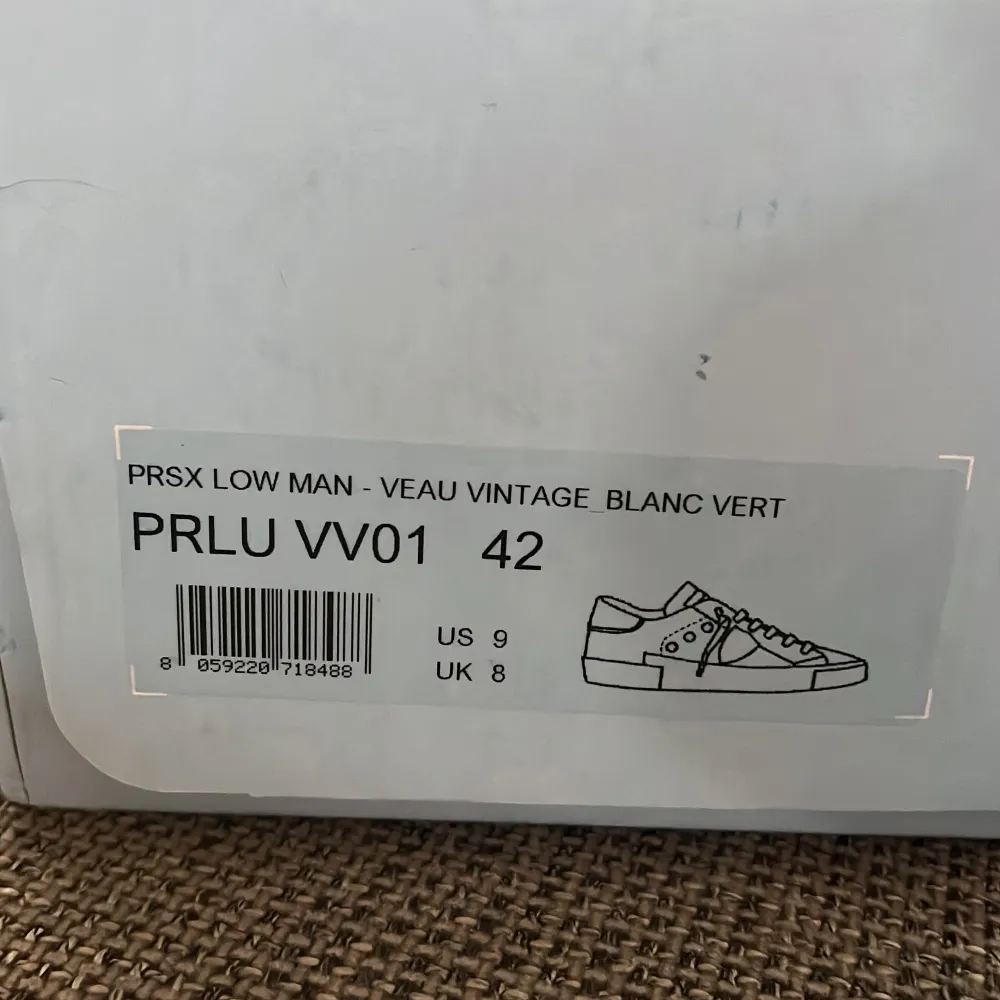 PRSX LOW MAN - VEAU VINTAGE_BLANC VERT
PRLU VV01 42
US 9
UK 8
8 059220 718488